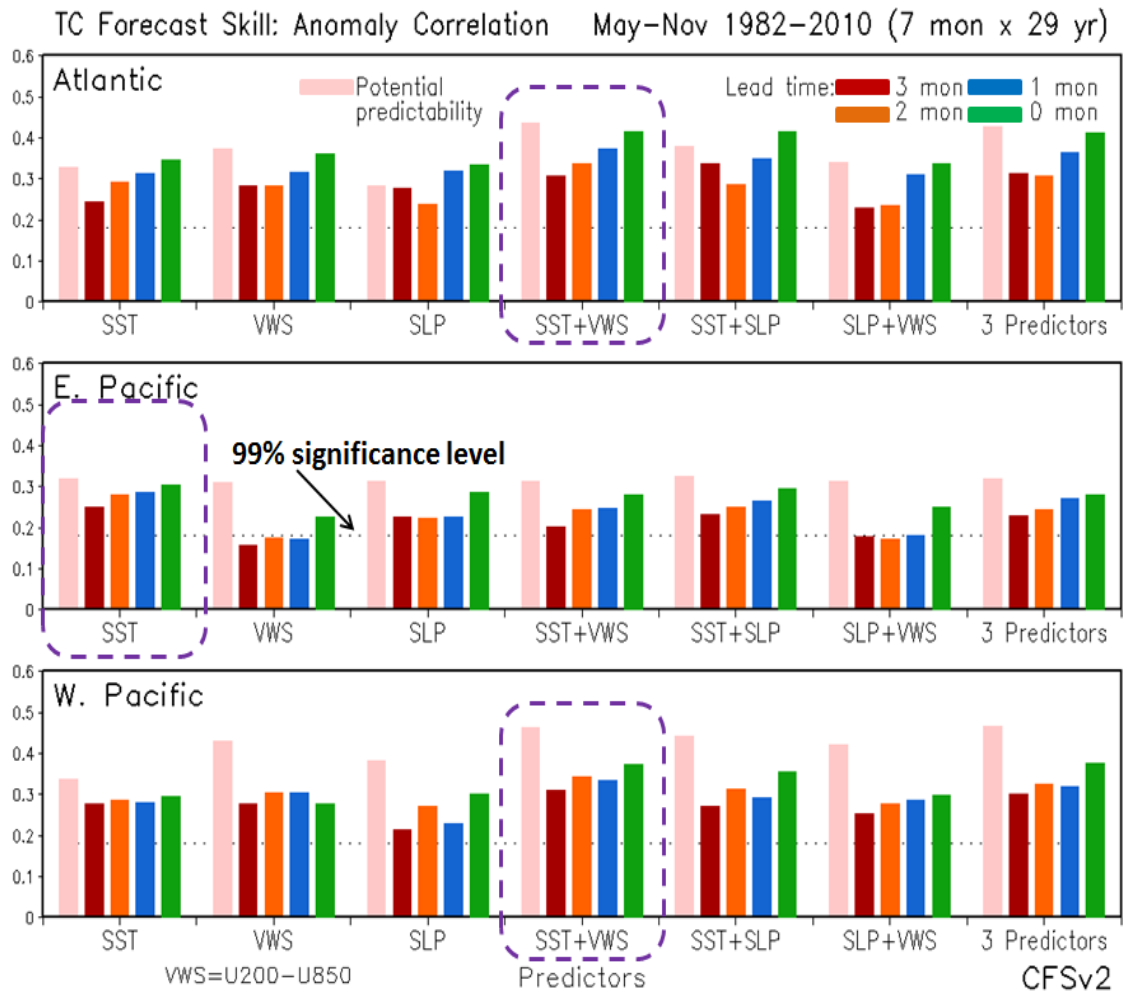 TC Forecast Skill: Anomaly Correlation May-Nov 1982-2010 (7 mon x 29 yr)
0.6
Atlantic
Potential
predictability
Lead time: 3 mon 1 mon
2 mon 0 mon
0.5
0.4
0.3
0.2
0.1
0
SST VWS SLP SST+VWS SST+SLP SLP+VWS 3 Predictors
0.6
E. Pacific
0.5
0.4
99% significance level
0.3
0.2
0.1
0
SST VWS SLP SST+VWS SST+SLP SLP+VWS 3 Predictors
0.6
W. Pacific
0.5
0.4
0.3
0.2
0.1
0
SST VWS SLP SST+VWS SST+SLP SLP+VWS 3 Predictors
VWS=U200-U850 Predictors CFSv2